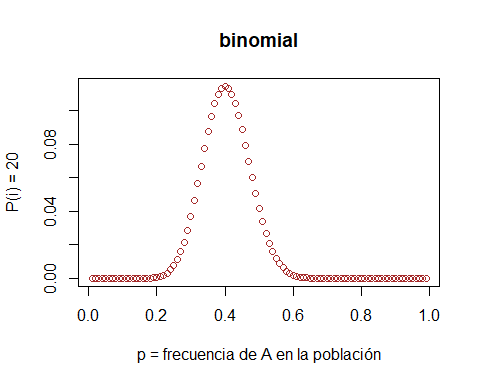 binomial
P(i) = 20
0.08
0.04
0.00
0.0 0.2 0.4 0.6 0.8 1.0
p = frecuencia de A en la población